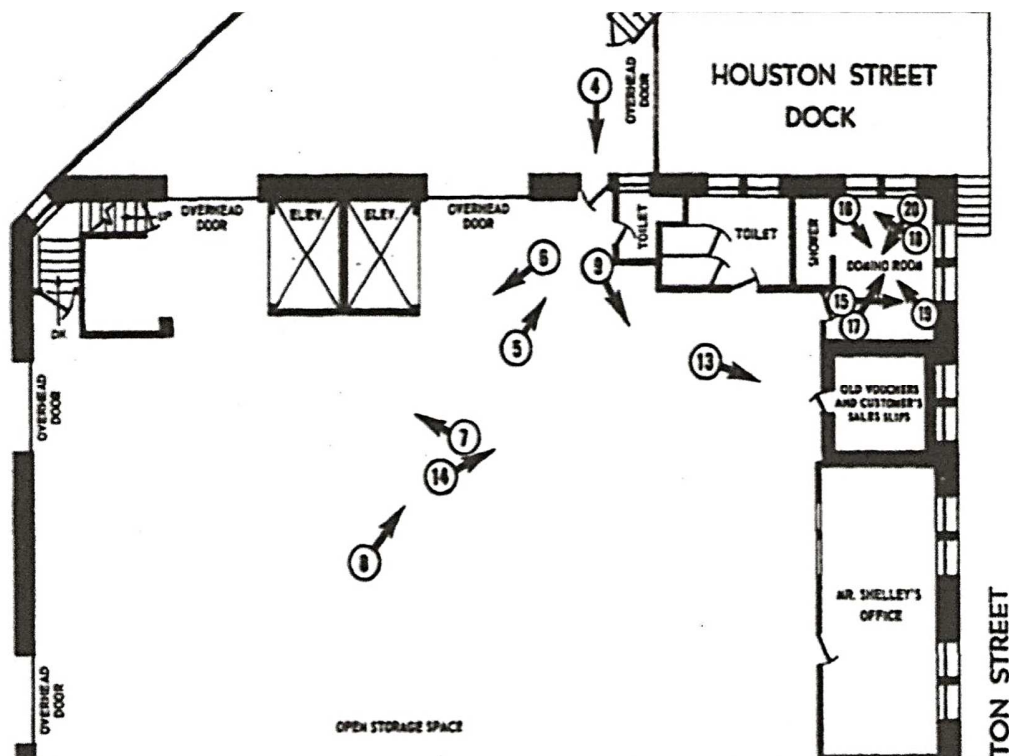 HOUSTON STREET
DOCK
4
OVERHEAD
DOOR
UP
OVERHEAD
DOOR
ELEV.
ELEV.
OVERHEAD
DOOR
TOILET
TOILET
SHOWER
16
20
18
DOMINO ROOM
6
9
15
17
19
DN
5
13
OVERHEAD
DOOR
OLD VOUCHERS
AND CUSTOMER'S
SALES SLIPS
7
14
8
MR. SHELLEY'S
OFFICE
OVERHEAD
DOOR
OPEN STORAGE SPACE
TON STREET